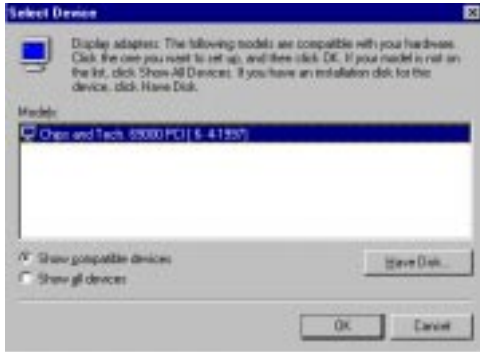 Select Device
Display adapters: The following models are compatible with your hardware.
Click the one you want to set up, and then click OK. If your model is not on
the list, click Show All Devices. If you have an installation disk for this
device, click Have Disk.
Models:
Chips and Tech. 69000 PCI [ 6- 4-1997]
Show compatible devices
Have Disk...
Show all devices
OK
Cancel